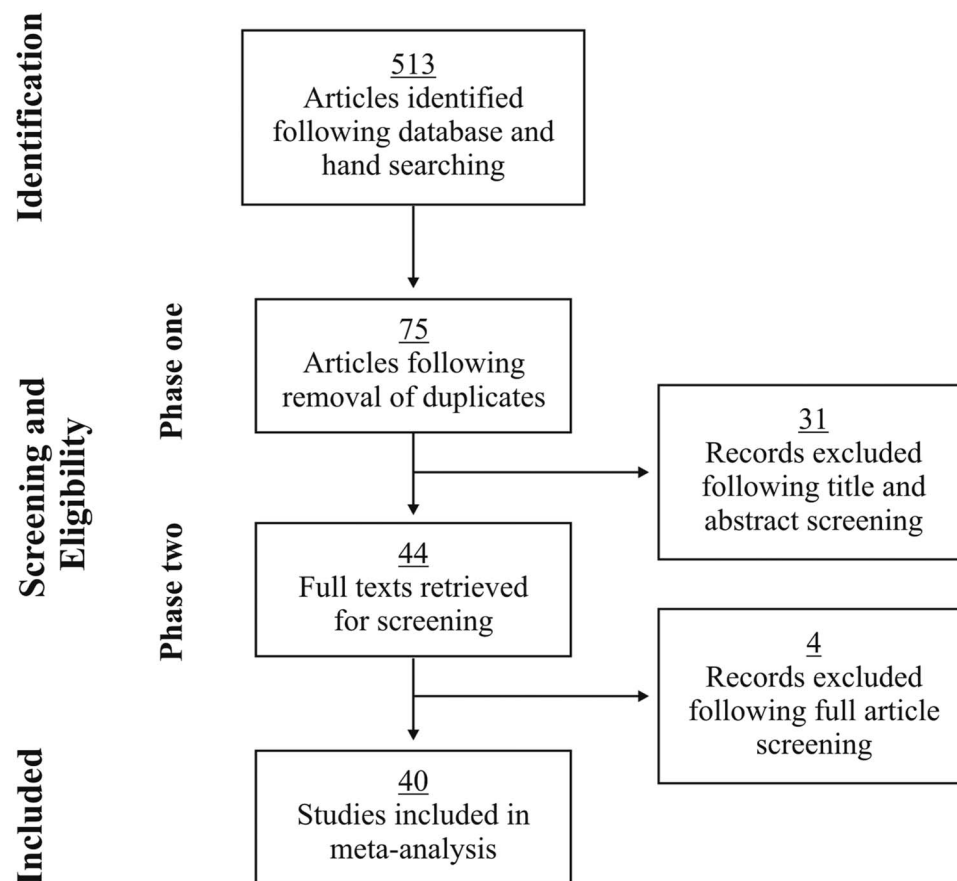 Identification
513
Articles identified
following database and
hand searching
Screening and
Eligibility
Phase one
75
Articles following
removal of duplicates
31
Records excluded
following title and
abstract screening
Phase two
44
Full texts retrieved
for screening
4
Records excluded
following full article
screening
Included
40
Studies included in
meta-analysis